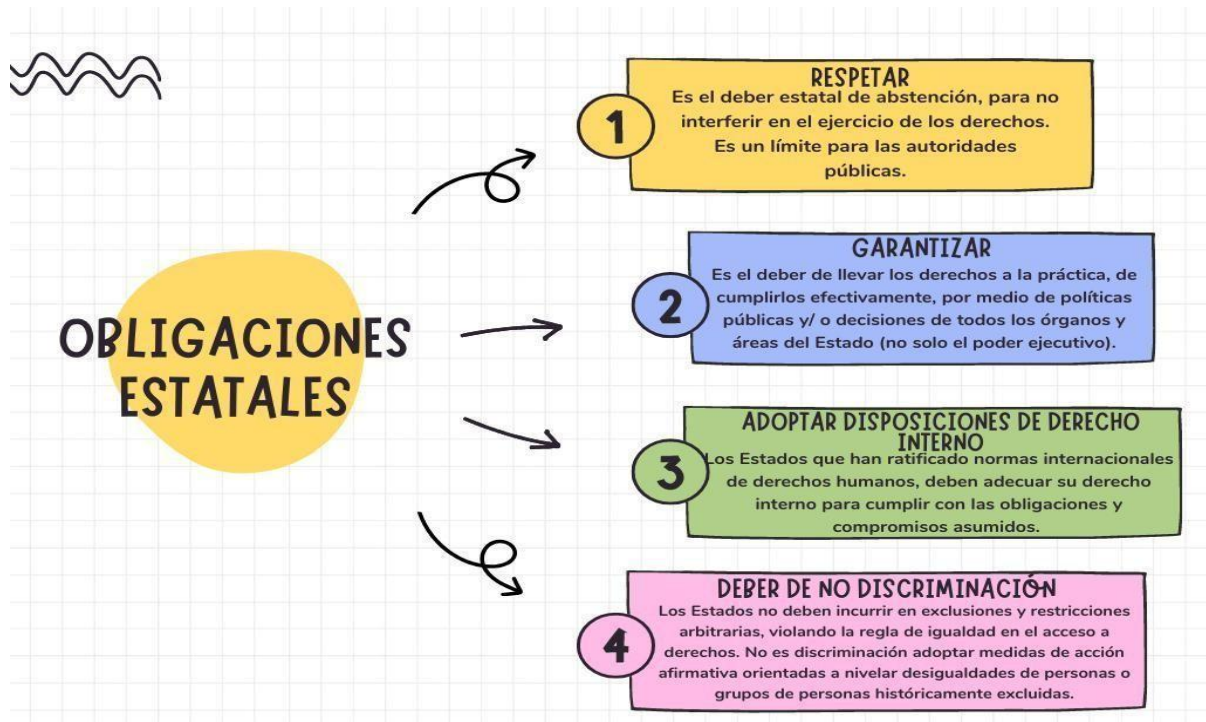 OBLIGACIONES
ESTATALES
1
RESPETAR
Es el deber estatal de abstención, para no
interferir en el ejercicio de los derechos.
Es un límite para las autoridades
públicas.
2
GARANTIZAR
Es el deber de llevar los derechos a la práctica, de
cumplirlos efectivamente, por medio de políticas
públicas y/ o decisiones de todos los órganos y
áreas del Estado (no solo el poder ejecutivo).
3
ADOPTAR DISPOSICIONES DE DERECHO
INTERNO
Los Estados que han ratificado normas internacionales
de derechos humanos, deben adecuar su derecho
interno para cumplir con las obligaciones y
compromisos asumidos.
4
DEBER DE NO DISCRIMINACIÓN
Los Estados no deben incurrir en exclusiones y restricciones
arbitrarias, violando la regla de igualdad en el acceso a
derechos. No es discriminación adoptar medidas de acción
afirmativa orientadas a nivelar desigualdades de personas o
grupos de personas históricamente excluidas.